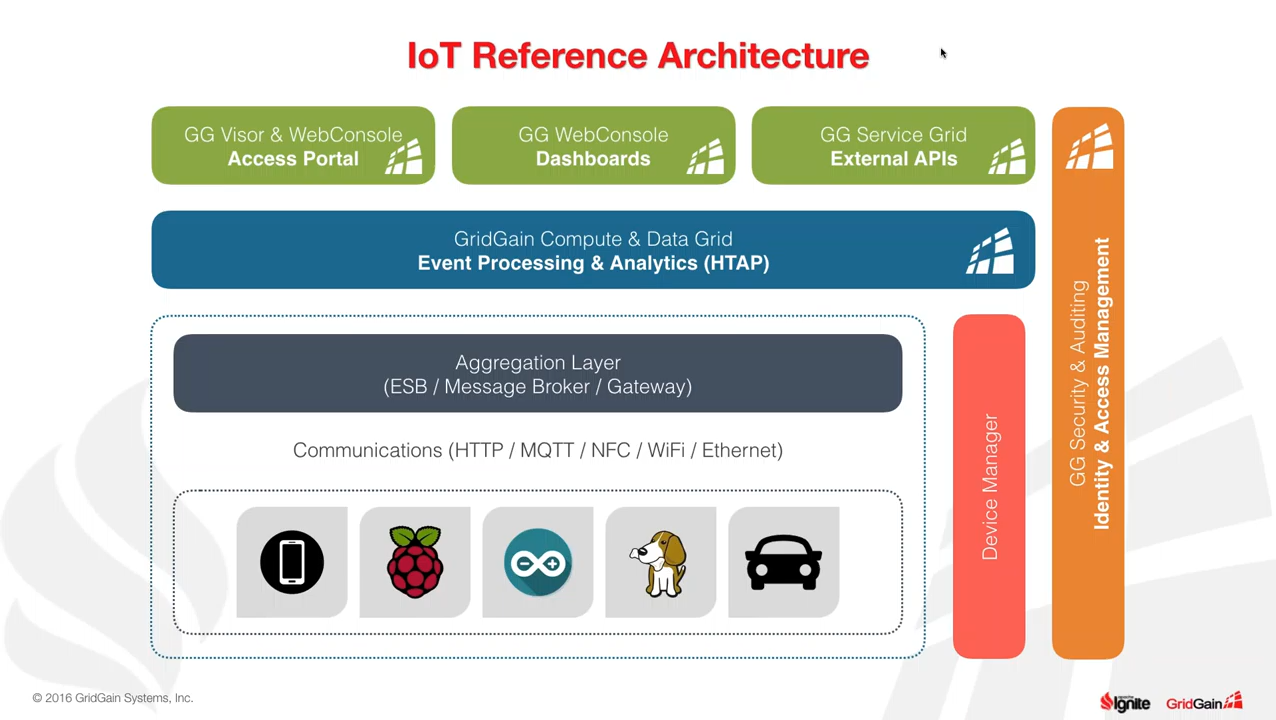 IoT Reference Architecture
GG Visor & WebConsole
Access Portal
GG WebConsole
Dashboards
GG Service Grid
External APIs
GridGain Compute & Data Grid
Event Processing & Analytics (HTAP)
Aggregation Layer
(ESB / Message Broker / Gateway)
Communications (HTTP / MQTT / NFC / WiFi / Ethernet)
Device Manager
GG Security & Auditing
Identity & Access Management
© 2016 GridGain Systems, Inc.
Ignite
GridGain